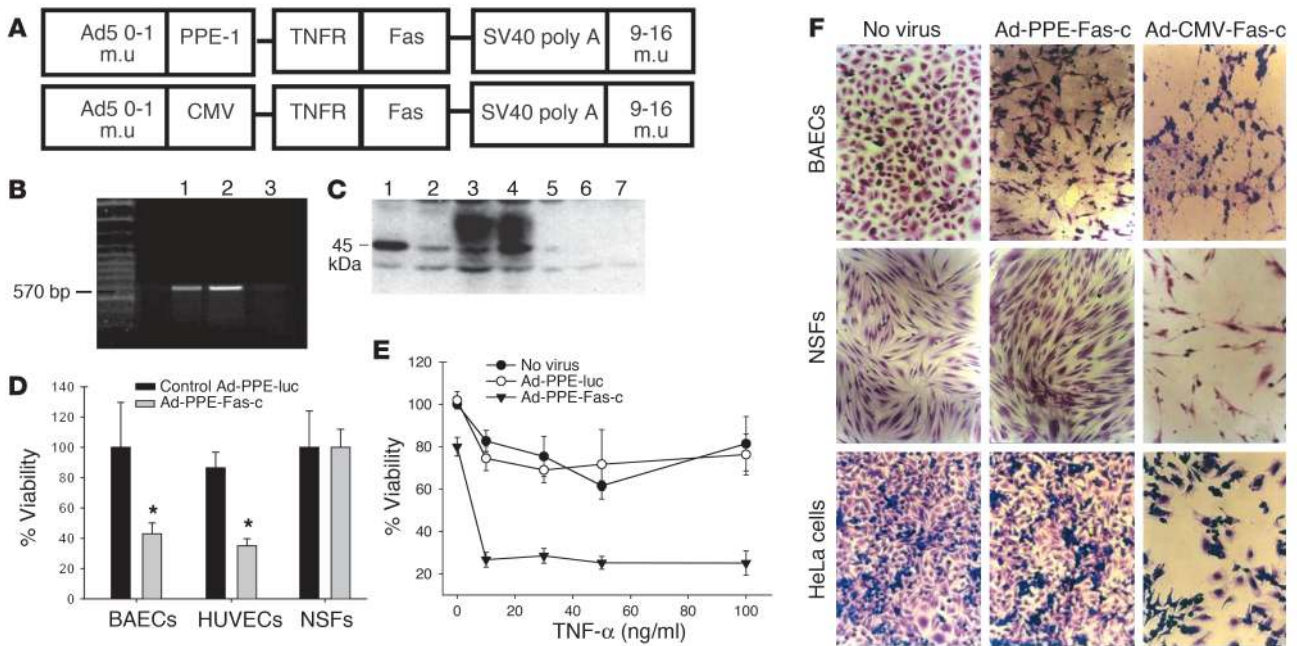 A
Ad5 0-1 m.u
PPE-1
TNFR
Fas
SV40 poly A
9-16 m.u
Ad5 0-1 m.u
CMV
TNFR
Fas
SV40 poly A
9-16 m.u
B
1 2 3
570 bp
C
1 2 3 4 5 6 7
45
kDa
D
Control Ad-PPE-luc
Ad-PPE-Fas-c
% Viability
140
120
100
80
60
40
20
0
* *
BAECs HUVECs NSFs
E
No virus
Ad-PPE-luc
Ad-PPE-Fas-c
% Viability
120
100
80
60
40
20
0 20 40 60 80 100
TNF-α (ng/ml)
F
No virus Ad-PPE-Fas-c Ad-CMV-Fas-c
BAECs
NSFs
HeLa cells